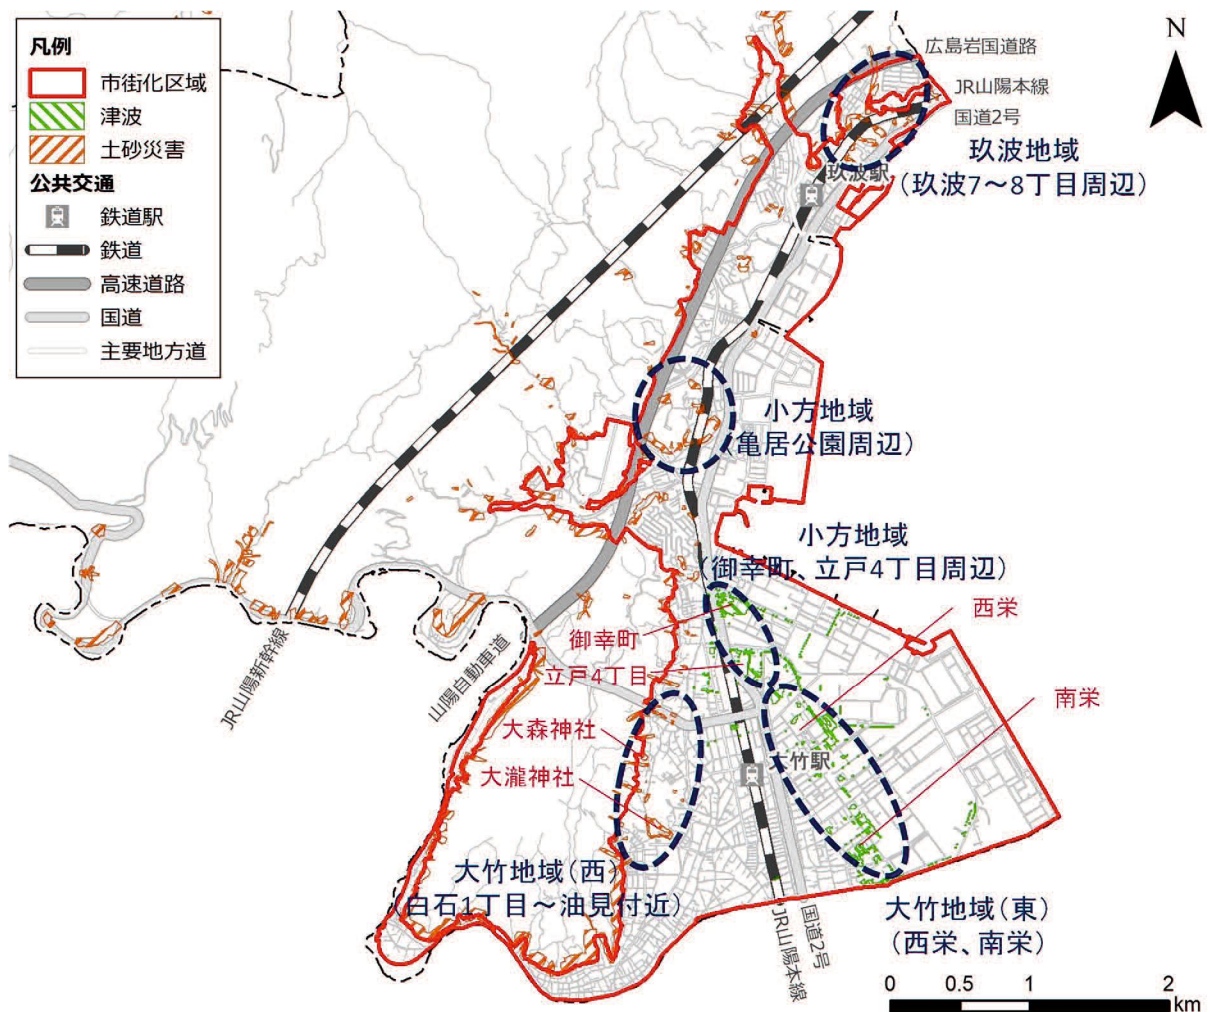 凡例
市街化区域
津波
土砂災害
公共交通
鉄道駅
鉄道
高速道路
国道
主要地方道
N
広島岩国道路
JR山陽本線
国道2号
玖波地域
(玖波7～8丁目周辺)
玖波駅
小方地域
(亀居公園周辺)
小方地域
(御幸町、立戸4丁目周辺)
西栄
御幸町
立戸4丁目
南栄
JR山陽新幹線
山陽自動車道
大森神社
大瀧神社
大竹駅
大竹地域(西)
(白石1丁目～油見付近)
大竹地域(東)
(西栄、南栄)
JR山陽本線
国道2号
0 0.5 1 2
km